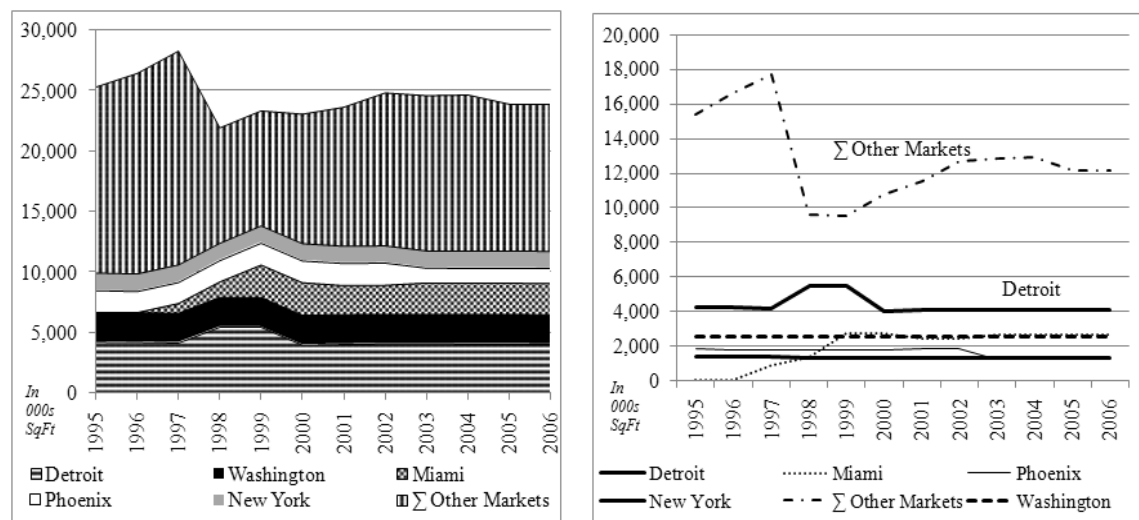 30,000
25,000
20,000
15,000
10,000
5,000
0
In
000s
SqFt
1995 1996 1997 1998 1999 2000 2001 2002 2003 2004 2005 2006
Detroit Washington Miami
Phoenix New York ∑ Other Markets
20,000
18,000
16,000
14,000
12,000
10,000
8,000
6,000
4,000
2,000
0
∑ Other Markets
Detroit
In
000s
SqFt
1995 1996 1997 1998 1999 2000 2001 2002 2003 2004 2005 2006
Detroit Miami Phoenix
New York ∑ Other Markets Washington